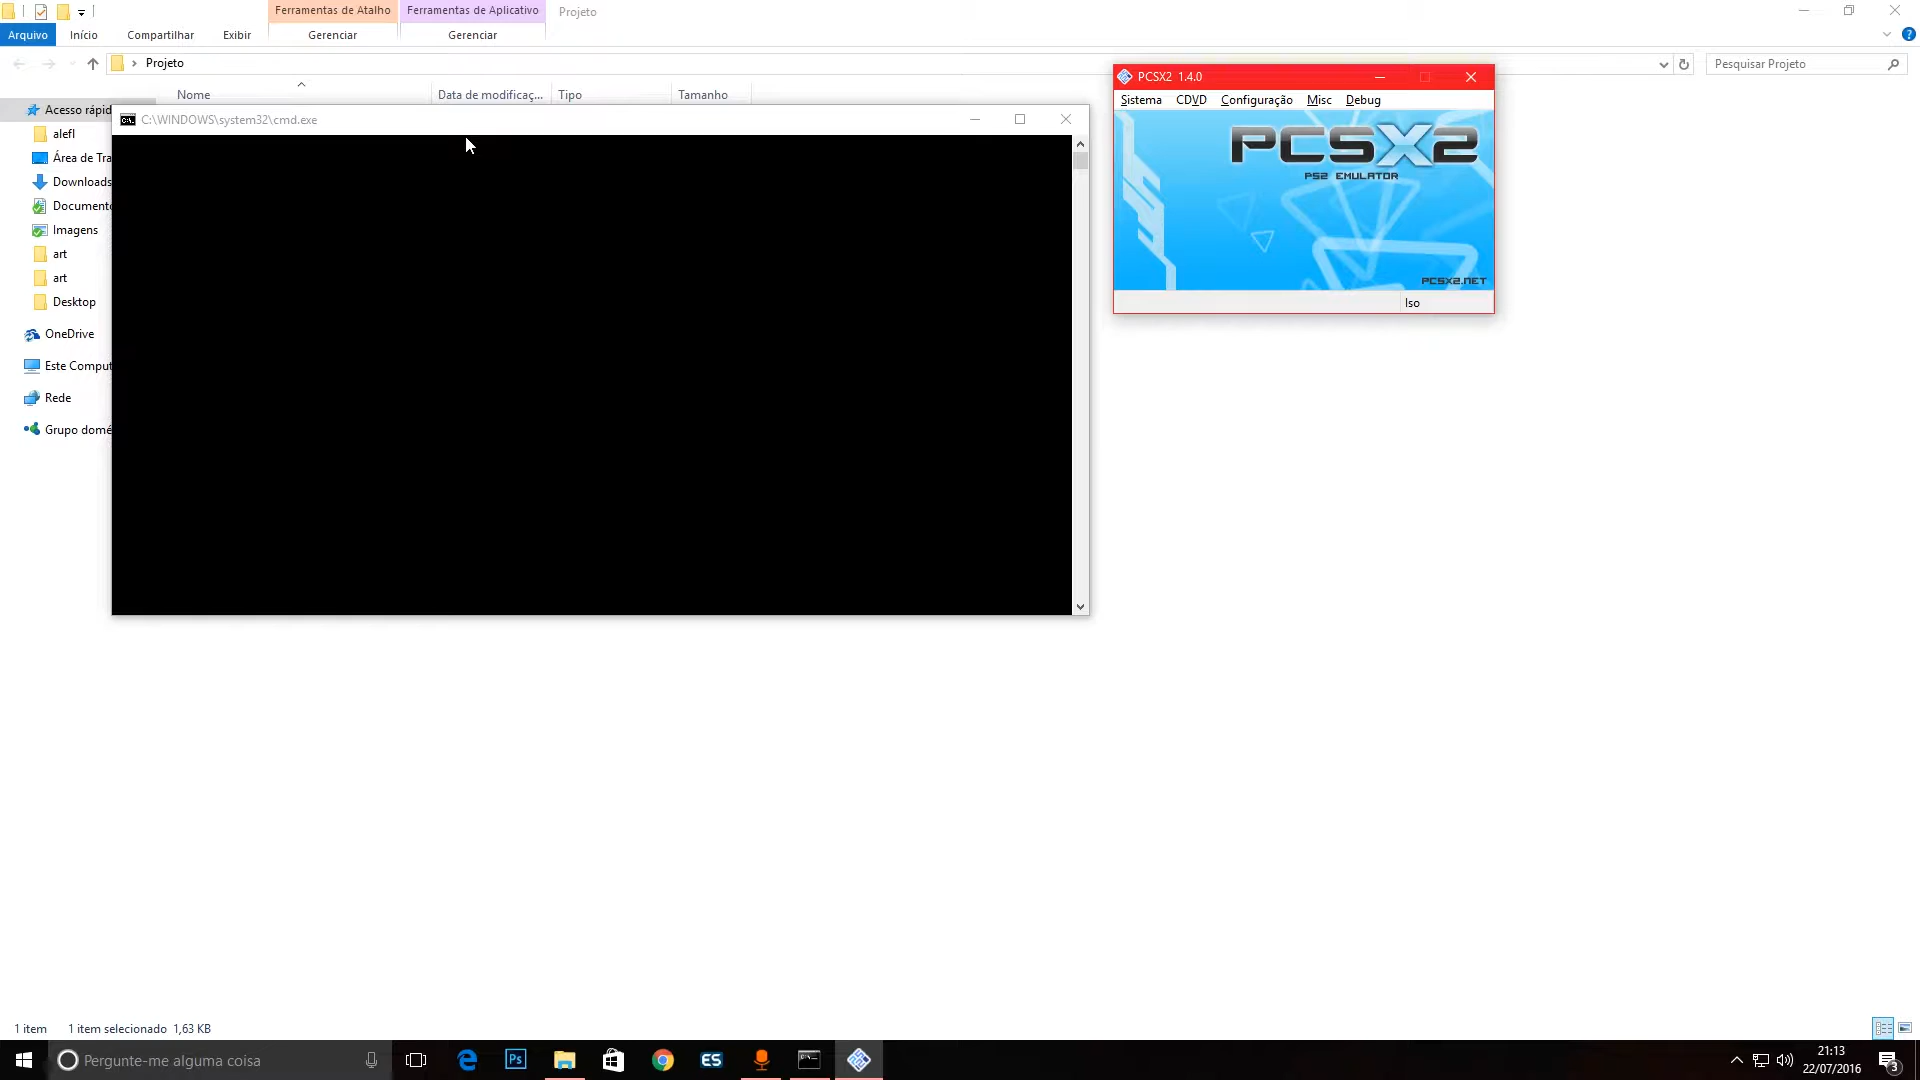 Ferramentas de Atalho
Ferramentas de Aplicativo
Projeto
Arquivo
Início
Compartilhar
Exibir
Gerenciar
Gerenciar
Projeto
Pesquisar Projeto
Nome
Data de modificaç...
Tipo
Tamanho
Acesso rápid
alefl
Área de Tra
Downloads
Document
Imagens
art
art
Desktop
OneDrive
Este Comput
Rede
Grupo domé
C:\WINDOWS\system32\cmd.exe
PCSX2 1.4.0
Sistema CDVD Configuração Misc Debug
PCSX2
PS2 EMULATOR
PCSX2.NET
Iso
1 item 1 item selecionado 1,63 KB
Pergunte-me alguma coisa
Ps
ES
21:13
22/07/2016
3